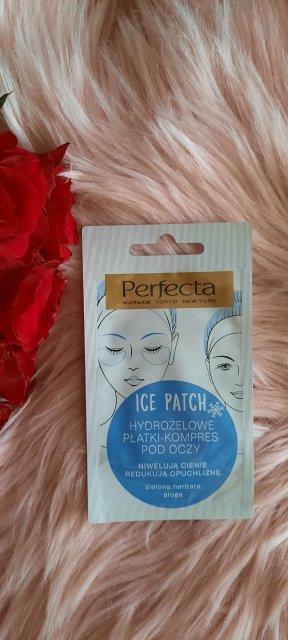 Perfecta
WARSAW TOKYO NEW YORK
ICE PATCH
HYDROŻELOWE
PŁATKI-KOMPRES
POD OCZY
NIWELUJĄ CIENIE
REDUKUJĄ OPUCHLIZNĘ
zielona herbata
aloes